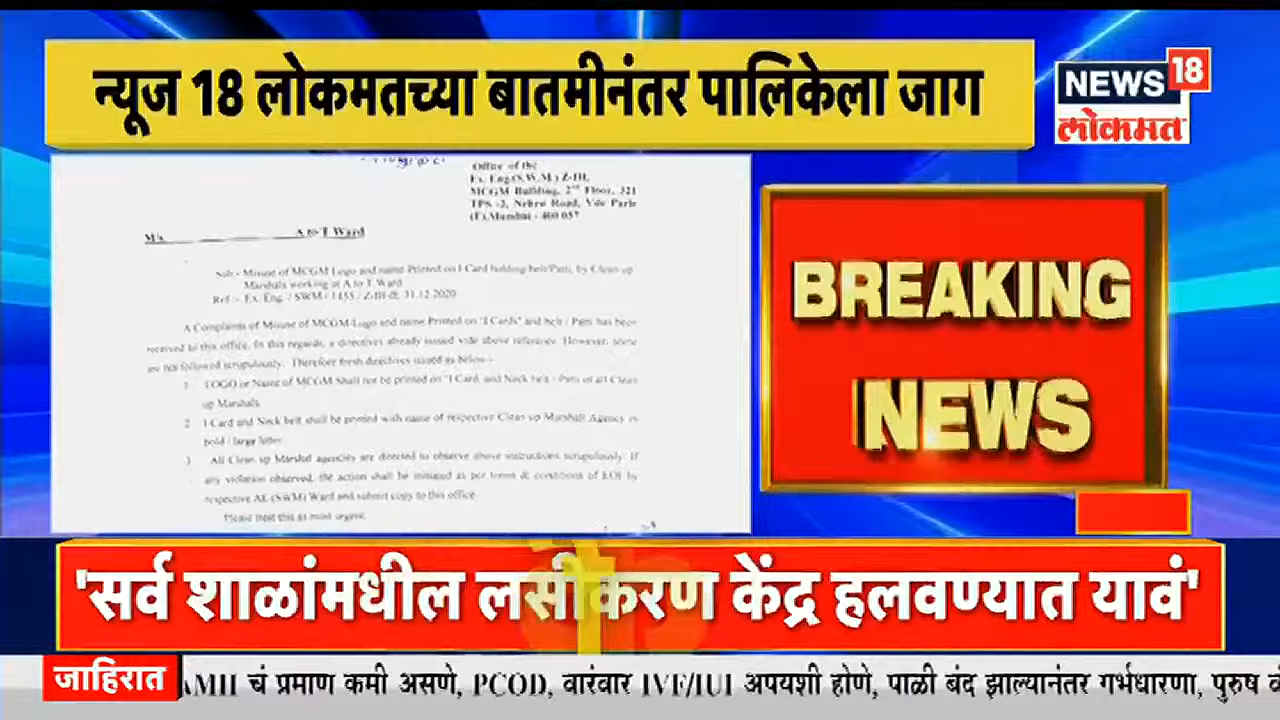 न्यूज 18 लोकमतच्या बातमीनंतर पालिकेला जाग
NEWS 18
लोकमत
Office of the
Ex. Eng.(S.W.M.) Z-III,
MCGM Building, 2nd Floor, 321
TPS -2, Nehru Road, Vile Parle
(E),Mumbai - 400 057
M/s. A to T Ward
Sub:- Misuse of MCGM Logo and name Printed on I Card holding belt/Patti, by Clean up
Marshals working at A to T Ward
Ref :- Ex. Eng. / SWM / 1155 / Z-III dt. 31.12.2020
A Complaints of Misuse of MCGM Logo and name Printed on "I Cards" and belt / Patti has been
received to this office. In this regards, a directives already issued vide above reference. However, some
are not followed scrupulously. Therefore fresh directives issued as below:-
1. LOGO or Name of MCGM Shall not be printed on "I Card, and Neck belt / Patti of all Clean
up Marshals.
2. I Card and Neck belt shall be printed with name of respective Clean up Marshall Agency in
bold / large letter.
3. All Clean up Marshal agencies are directed to observe above instructions scrupulously. If
any violation observed, the action shall be initiated as per terms & conditions of EOI by
respective AE (SWM) Ward and submit copy to this office.
Please treat this as most urgent.
BREAKING
NEWS
'सर्व शाळांमधील लसीकरण केंद्र हलवण्यात यावं'
जाहिरात
AMH चं प्रमाण कमी असणे, PCOD, वारंवार IVF/IUI अपयशी होणे, पाळी बंद झाल्यानंतर गर्भधारणा, पुरुष